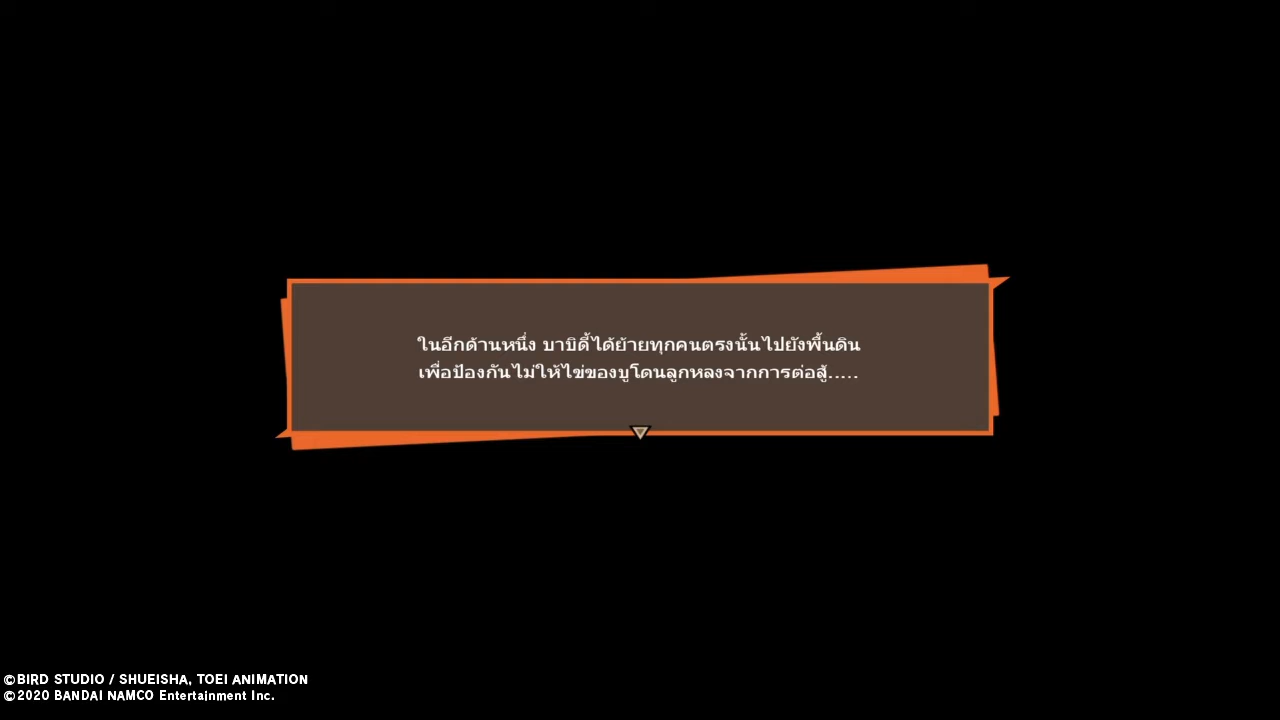 ในอีกด้านหนึ่ง บาบิดี้ได้ย้ายทุกคนตรงนั้นไปยังพื้นดิน
เพื่อป้องกันไม่ให้ไข่ของบูโดนลูกหลงจากการต่อสู้.....
©BIRD STUDIO / SHUEISHA, TOEI ANIMATION
©2020 BANDAI NAMCO Entertainment Inc.